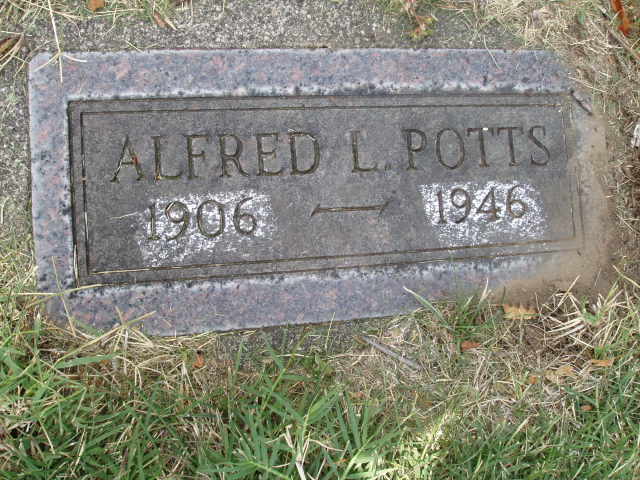 ALFRED L. POTTS
1906 — 1946